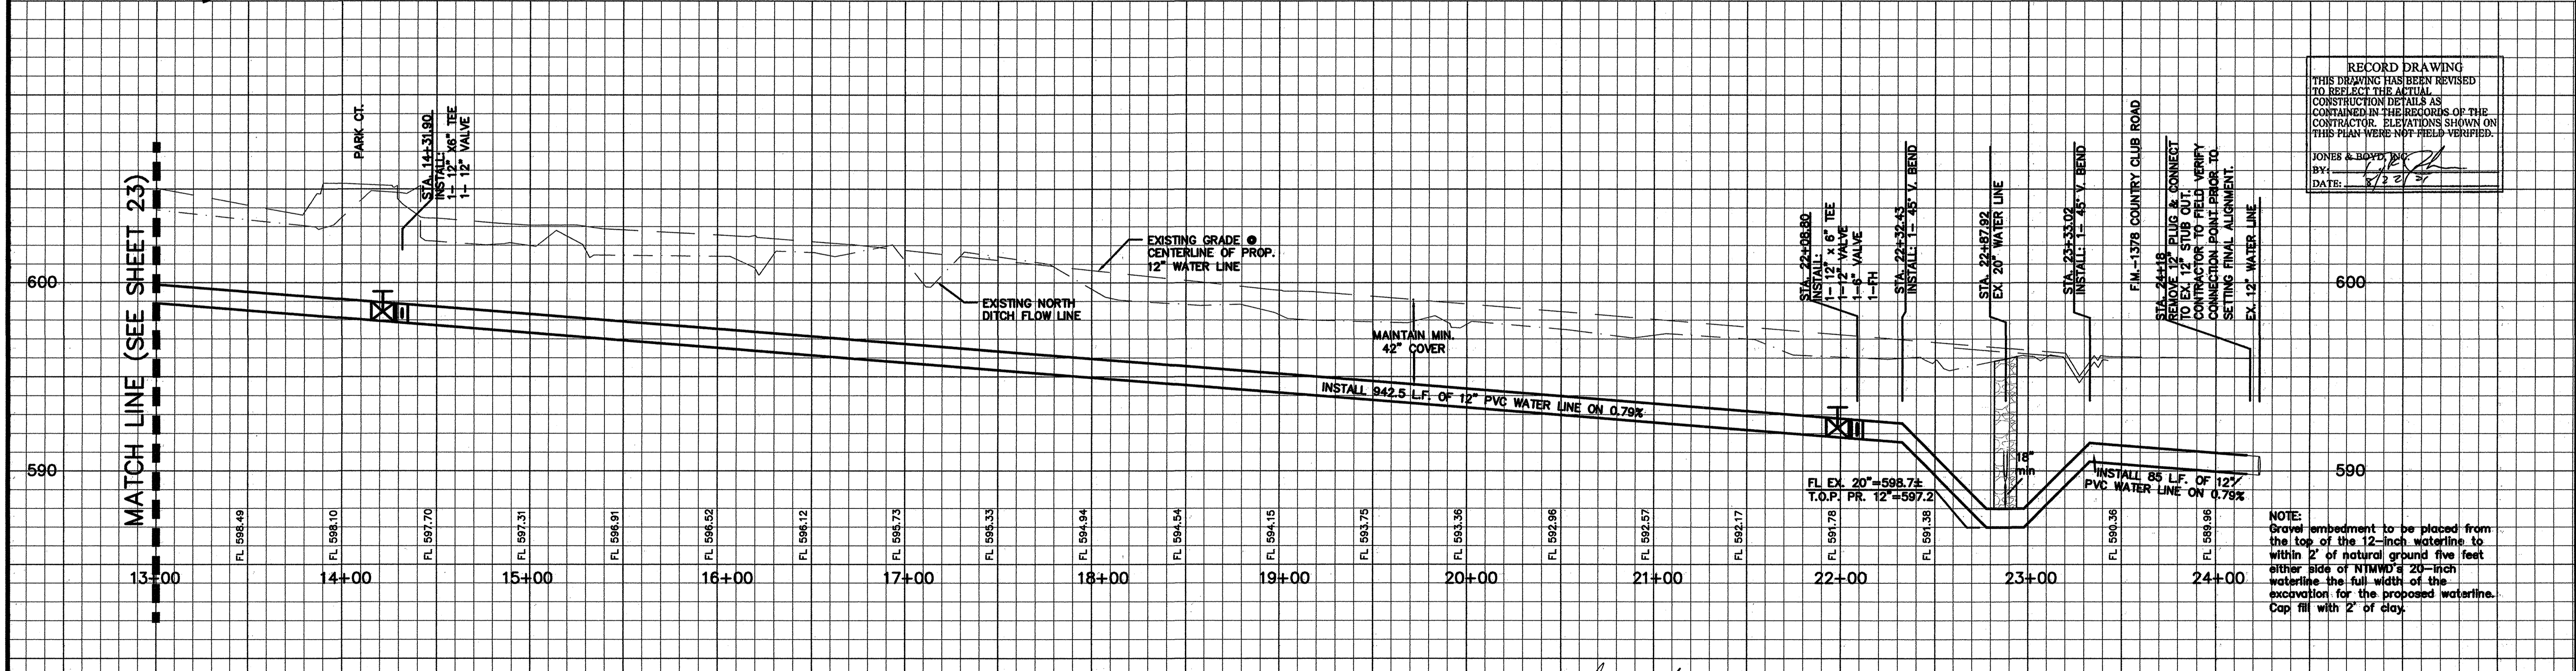 RECORD DRAWING
THIS DRAWING HAS BEEN REVISED
TO REFLECT THE ACTUAL
CONSTRUCTION DETAILS AS
CONTAINED IN THE RECORDS OF THE
CONTRACTOR. ELEVATIONS SHOWN ON
THIS PLAN WERE NOT FIELD VERIFIED.
JONES & BOYD, INC.
BY:
DATE:
MATCH LINE (SEE SHEET 23)
600
590
PARK CT.
STA. 14+31.90
INSTALL:
1- 12" X6" TEE
1- 12" VALVE
EXISTING GRADE @
CENTERLINE OF PROP.
12" WATER LINE
EXISTING NORTH
DITCH FLOW LINE
MAINTAIN MIN.
42" COVER
INSTALL 942.5 L.F. OF 12" PVC WATER LINE ON 0.79%
STA. 22+08.80
INSTALL:
1- 12" x 6" TEE
1-12" VALVE
1-6" VALVE
1-FH
STA. 22+32.43
INSTALL: 1- 45° V. BEND
STA. 22+87.92
EX. 20" WATER LINE
STA. 23+33.02
INSTALL: 1- 45° V. BEND
F.M.-1378 COUNTRY CLUB ROAD
STA. 24+18
REMOVE 12" PLUG & CONNECT
TO EX. 12" STUB OUT.
CONTRACTOR TO FIELD VERIFY
CONNECTION POINT PRIOR TO
SETTING FINAL ALIGNMENT.
EX. 12" WATER LINE
600
590
18"
min
FL EX. 20"=598.7±
T.O.P. PR. 12"=597.2
INSTALL 85 L.F. OF 12"
PVC WATER LINE ON 0.79%
FL 598.49
FL 598.10
FL 597.70
FL 597.31
FL 596.91
FL 596.52
FL 596.12
FL 595.73
FL 595.33
FL 594.94
FL 594.54
FL 594.15
FL 593.75
FL 593.36
FL 592.96
FL 592.57
FL 592.17
FL 591.78
FL 591.38
FL 590.36
FL 589.96
13+00
14+00
15+00
16+00
17+00
18+00
19+00
20+00
21+00
22+00
23+00
24+00
NOTE:
Gravel embedment to be placed from
the top of the 12-inch waterline to
within 2' of natural ground five feet
either side of NTMWD's 20-inch
waterline the full width of the
excavation for the proposed waterline.
Cap fill with 2' of clay.